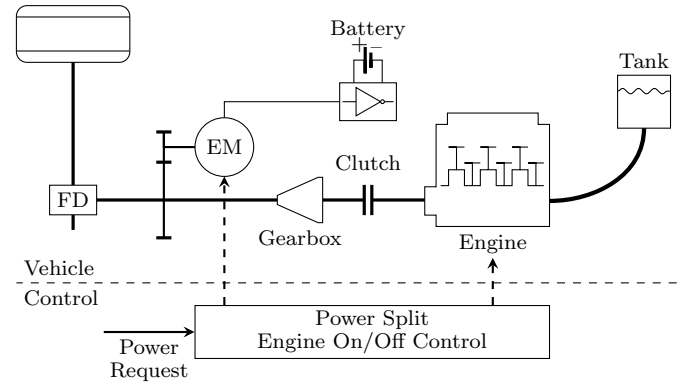 Battery
+ −
Tank
EM
Clutch
FD
Gearbox
Engine
Vehicle
Control
Power Split
Engine On/Off Control
Power
Request